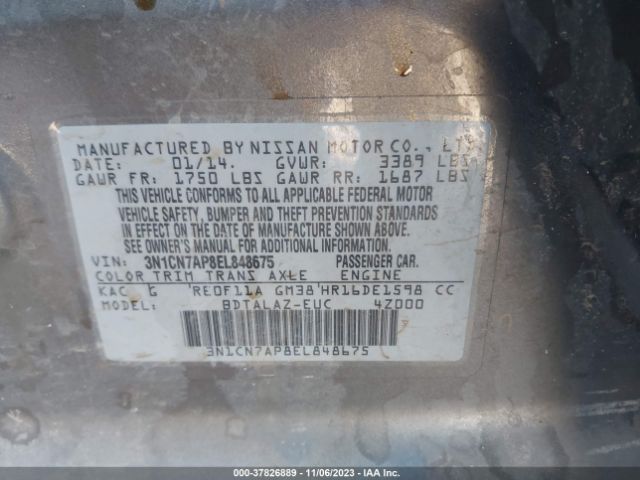 MANUFACTURED BY NISSAN MOTOR CO., LTD
DATE: 01/14. GVWR: 3389 LBS
GAWR FR: 1750 LBS GAWR RR: 1687 LBS
THIS VEHICLE CONFORMS TO ALL APPLICABLE FEDERAL MOTOR
VEHICLE SAFETY, BUMPER AND THEFT PREVENTION STANDARDS
IN EFFECT ON THE DATE OF MANUFACTURE SHOWN ABOVE.
SEE OWNER'S MANUAL FOR ADDITIONAL INFORMATION.
VIN: 3N1CN7AP8EL848675 PASSENGER CAR.
COLOR TRIM TRANS AXLE ENGINE
KAC G 'RE0F11A GM38'HR16DE1598 CC
MODEL: BDTALAZ-EUC 4Z000
3N1CN7AP8EL848675
000-37826889 - 11/06/2023 - IAA Inc.